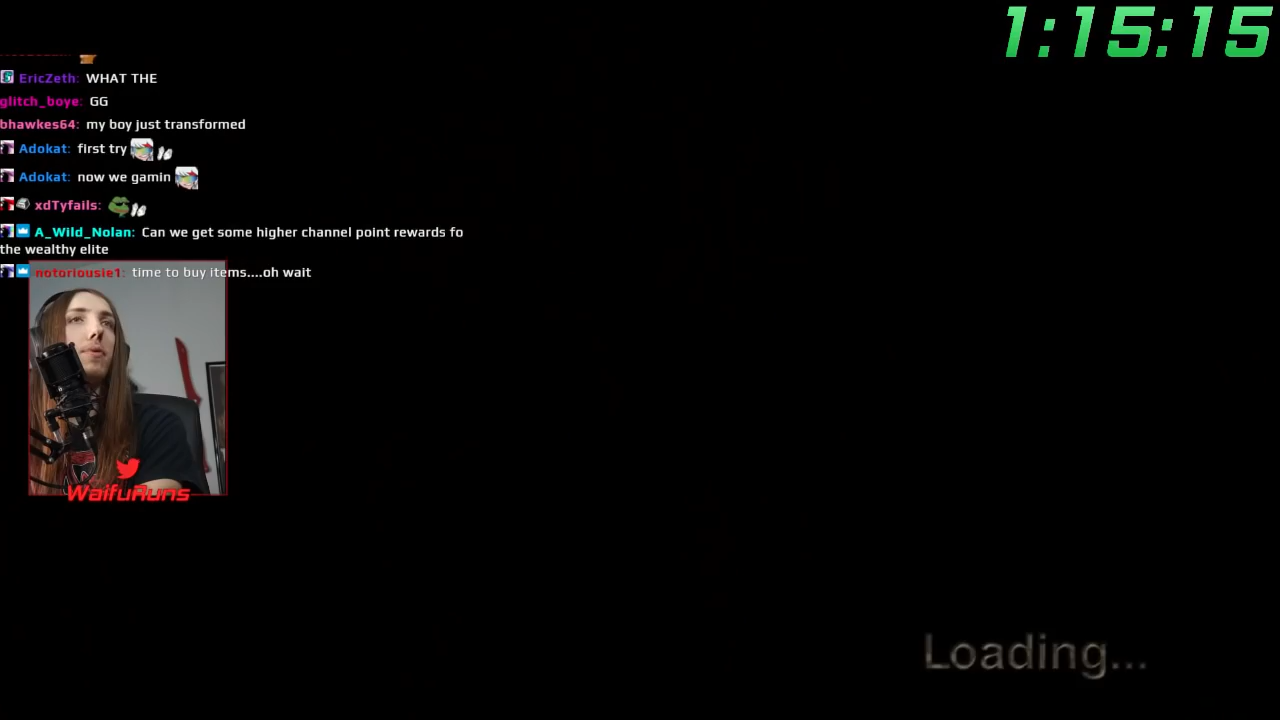 1:15:15
EricZeth: WHAT THE
glitch_boye: GG
bhawkes64: my boy just transformed
Adokat: first try
Adokat: now we gamin
xdTyfails:
A_Wild_Nolan: Can we get some higher channel point rewards fo
the wealthy elite
notoriousie1: time to buy items....oh wait
WaifuRuns
Loading...